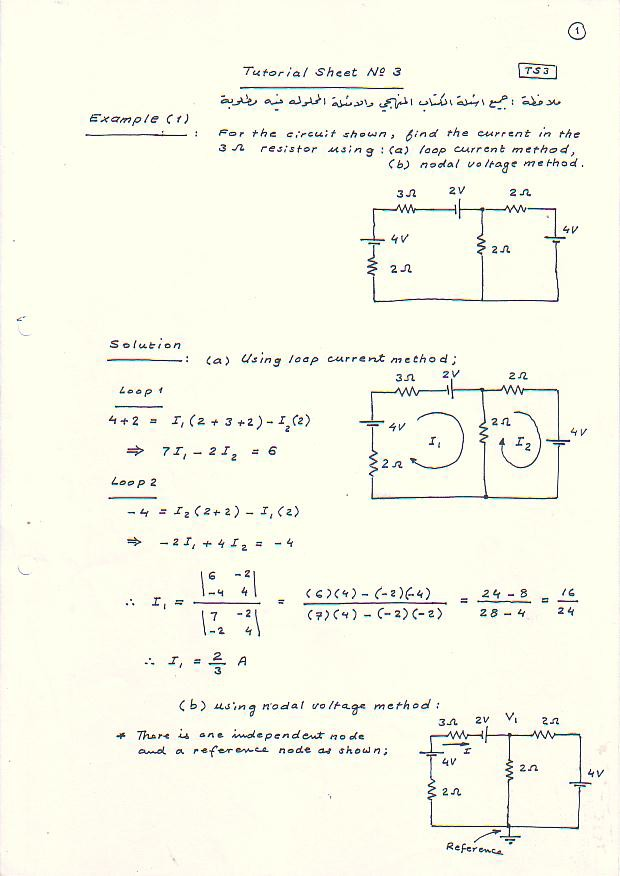 1
Tutorial Sheet Nº 3
TS3
ملاحظة : جميع اسئلة الكتاب المنهجي والامثلة المحلولة فيه مطلوبة
Example (1) :
For the circuit shown, find the current in the
3Ω resistor using : (a) loop current method,
(b) nodal voltage method.
3Ω 2V 2Ω
4V 2Ω 4V
2Ω
Solution : (a) Using loop current method;
3Ω 2V 2Ω
4V I₁ 2Ω I₂ 4V
2Ω
Loop 1
4+2 = I₁(2+3+2) - I₂(2)
⇒ 7I₁ - 2I₂ = 6
Loop 2
-4 = I₂(2+2) - I₁(2)
⇒ -2I₁ + 4I₂ = -4
∴ I₁ = |6 -2| |-4 4| / |7 -2| |-2 4| = (6)(4) - (-2)(-4) / (7)(4) - (-2)(-2) = 24 - 8 / 28 - 4 = 16 / 24
∴ I₁ = 2/3 A
(b) using nodal voltage method :
* There is one independent node
and a reference node as shown;
3Ω 2V V₁ 2Ω
I
4V 2Ω 4V
2Ω
Reference